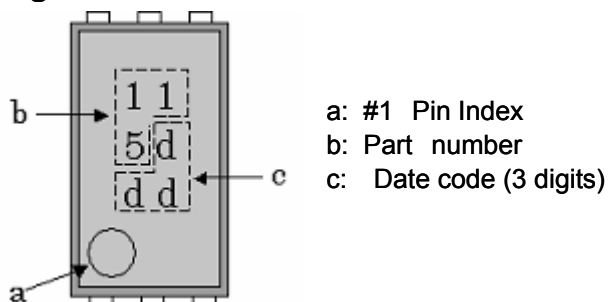 b
1 1
5 d
d d
c
a
a: #1 Pin Index
b: Part number
c: Date code (3 digits)